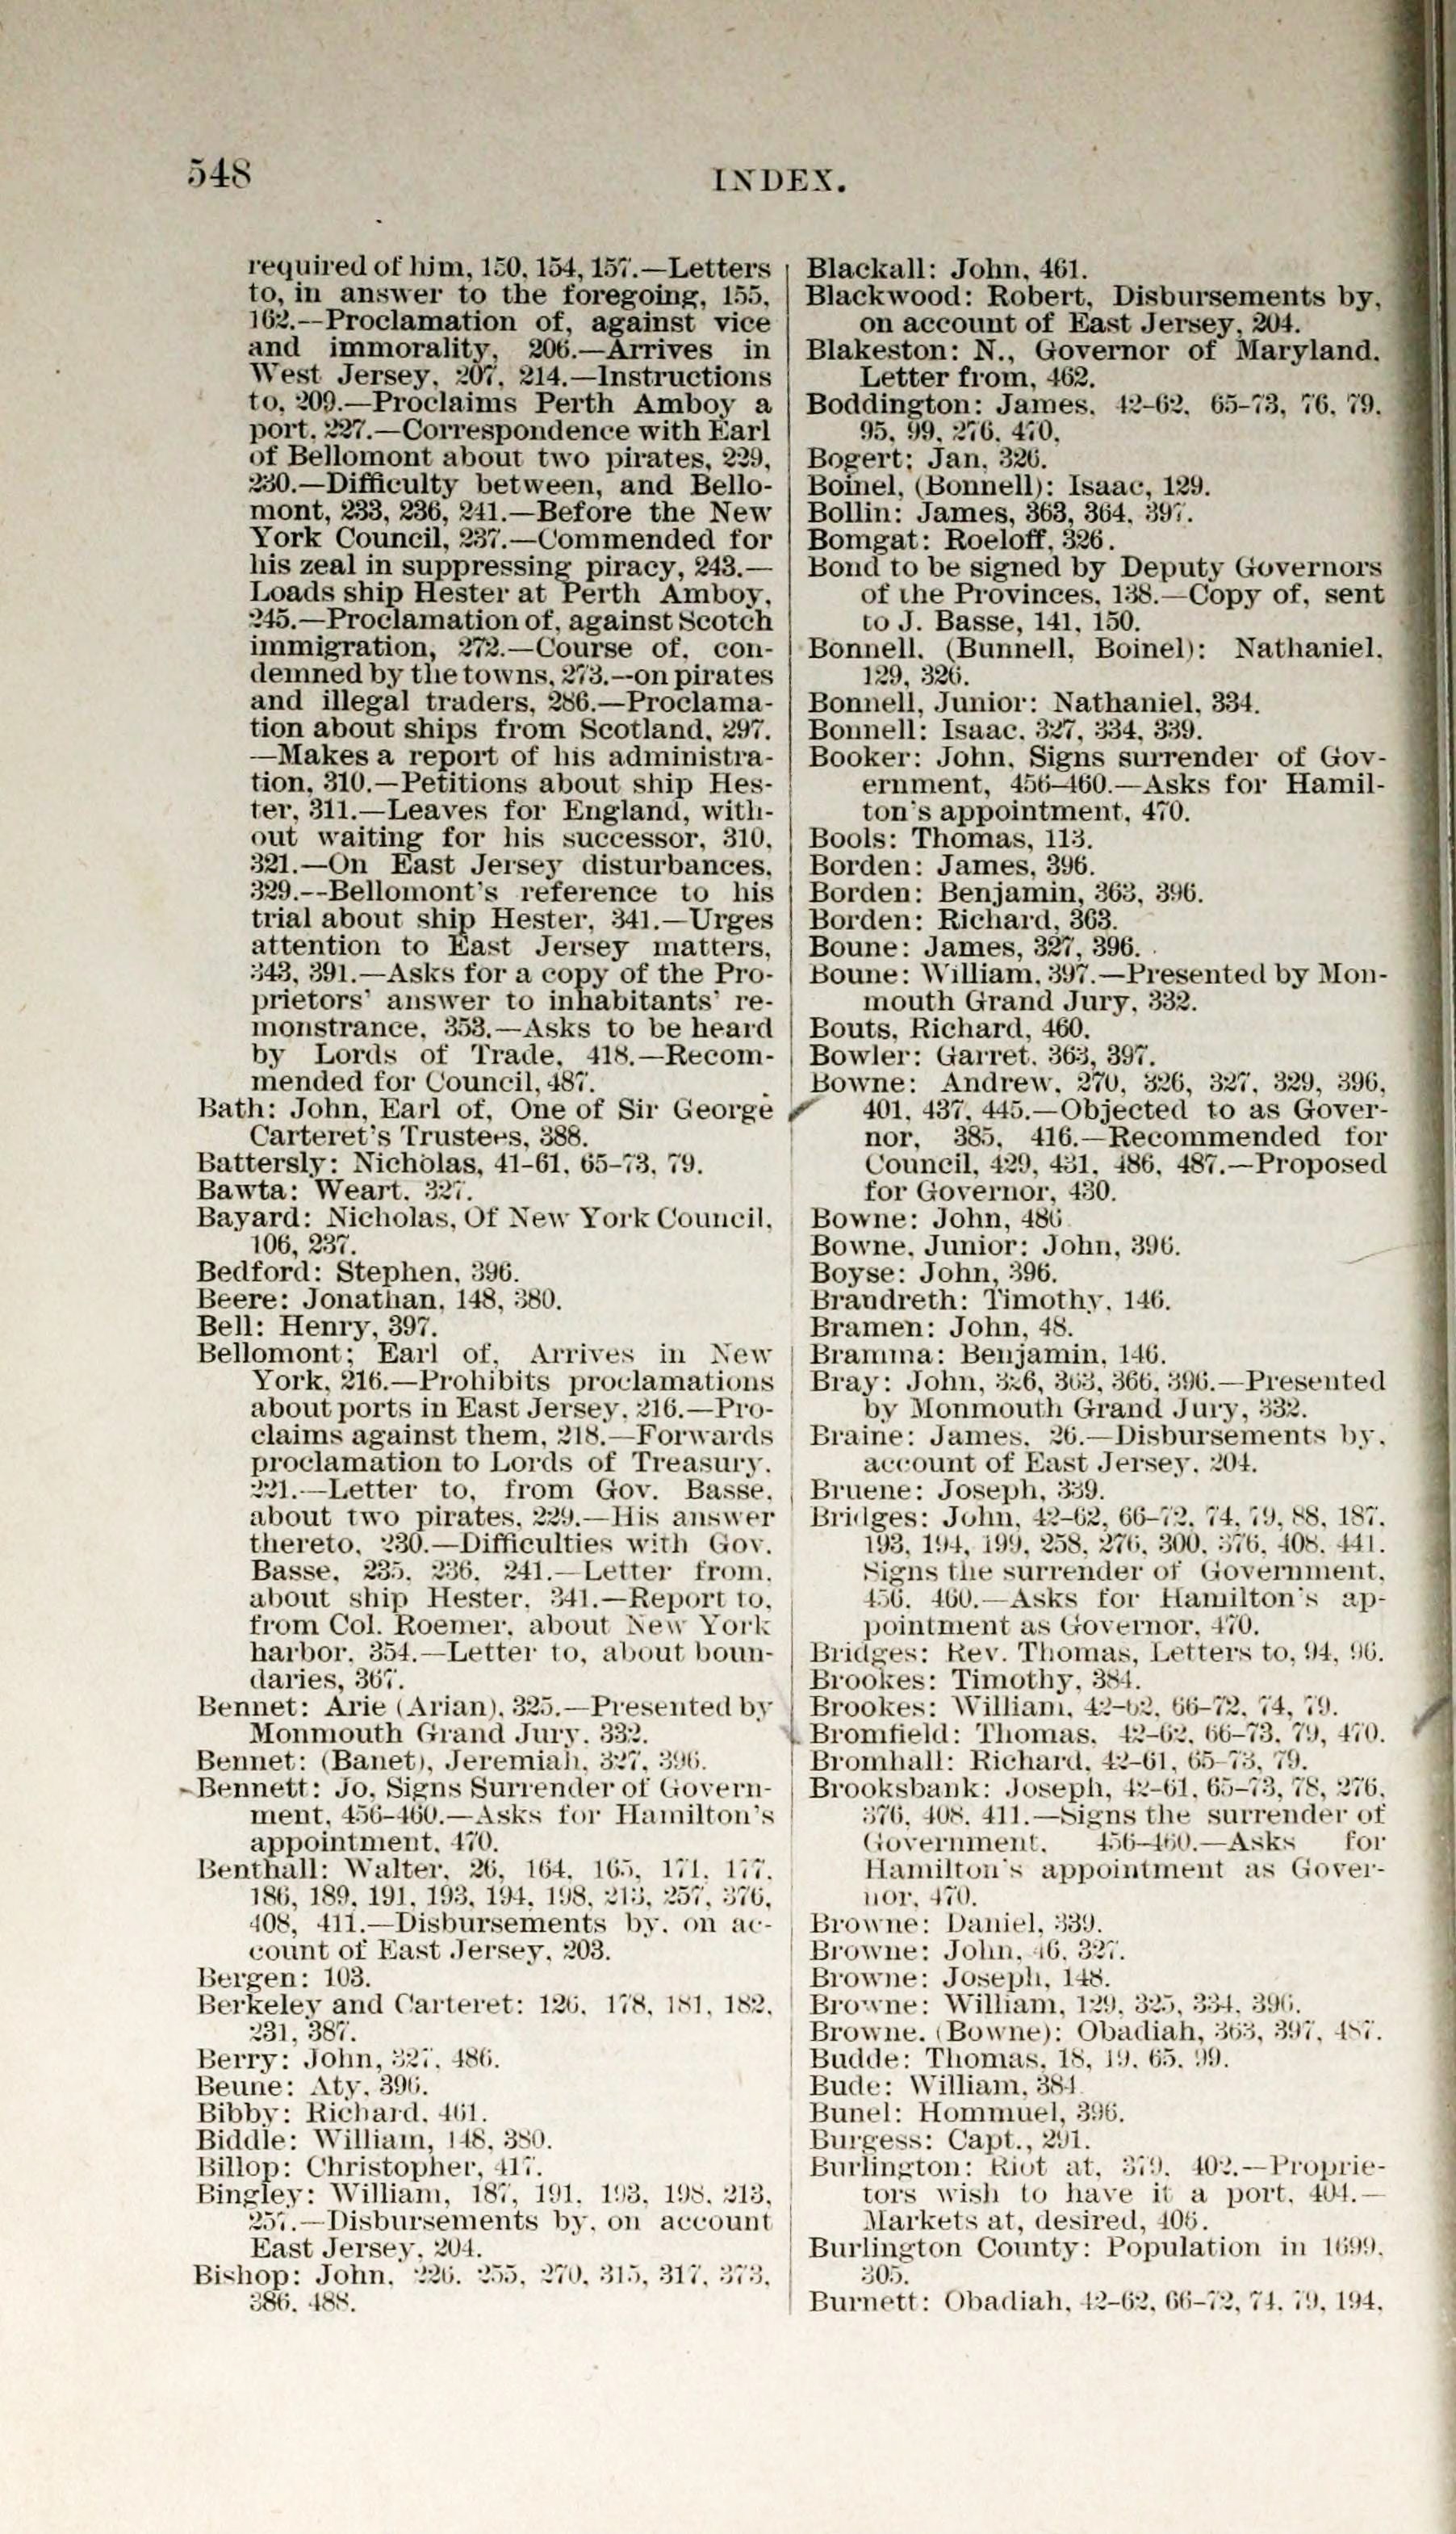 548
INDEX.
required of him, 150, 154, 157.—Letters
to, in answer to the foregoing, 155,
162.--Proclamation of, against vice
and immorality, 206.—Arrives in
West Jersey, 207, 214.—Instructions
to, 209.—Proclaims Perth Amboy a
port, 227.—Correspondence with Earl
of Bellomont about two pirates, 229,
230.—Difficulty between, and Bello-
mont, 233, 236, 241.—Before the New
York Council, 237.—Commended for
his zeal in suppressing piracy, 243.—
Loads ship Hester at Perth Amboy,
245.—Proclamation of, against Scotch
immigration, 272.—Course of, con-
demned by the towns, 273.--on pirates
and illegal traders, 286.—Proclama-
tion about ships from Scotland, 297.
—Makes a report of his administra-
tion, 310.—Petitions about ship Hes-
ter, 311.—Leaves for England, with-
out waiting for his successor, 310,
321.—On East Jersey disturbances,
329.--Bellomont's reference to his
trial about ship Hester, 341.—Urges
attention to East Jersey matters,
343, 391.—Asks for a copy of the Pro-
prietors' answer to inhabitants' re-
monstrance, 353.—Asks to be heard
by Lords of Trade, 418.—Recom-
mended for Council, 487.
Bath: John, Earl of, One of Sir George
Carteret's Trustees, 388.
Battersly: Nicholas, 41-61, 65-73, 79.
Bawta: Weart, 327.
Bayard: Nicholas, Of New York Council,
106, 237.
Bedford: Stephen, 396.
Beere: Jonathan, 148, 380.
Bell: Henry, 397.
Bellomont; Earl of, Arrives in New
York, 216.—Prohibits proclamations
about ports in East Jersey, 216.—Pro-
claims against them, 218.—Forwards
proclamation to Lords of Treasury,
221.—Letter to, from Gov. Basse,
about two pirates, 229.—His answer
thereto, 230.—Difficulties with Gov.
Basse, 235, 236, 241.—Letter from,
about ship Hester, 341.—Report to,
from Col. Roemer, about New York
harbor, 354.—Letter to, about boun-
daries, 367.
Bennet: Arie (Arian), 325.—Presented by
Monmouth Grand Jury, 332.
Bennet: (Banet), Jeremiah, 327, 396.
Bennett: Jo, Signs Surrender of Govern-
ment, 456-460.—Asks for Hamilton's
appointment, 470.
Benthall: Walter, 26, 164, 165, 171, 177,
186, 189, 191, 193, 194, 198, 213, 257, 376,
408, 411.—Disbursements by, on ac-
count of East Jersey, 203.
Bergen: 103.
Berkeley and Carteret: 126, 178, 181, 182,
231, 387.
Berry: John, 327, 486.
Beune: Aty, 396.
Bibby: Richard, 461.
Biddle: William, 148, 380.
Billop: Christopher, 417.
Bingley: William, 187, 191, 193, 198, 213,
257.—Disbursements by, on account
East Jersey, 204.
Bishop: John, 226, 255, 270, 315, 317, 373,
386, 488.
Blackall: John, 461.
Blackwood: Robert, Disbursements by,
on account of East Jersey, 204.
Blakeston: N., Governor of Maryland,
Letter from, 462.
Boddington: James, 42-62, 65-73, 76, 79,
95, 99, 276, 470,
Bogert: Jan, 326.
Boinel, (Bonnell): Isaac, 129.
Bollin: James, 363, 364, 397.
Bomgat: Roeloff, 326.
Bond to be signed by Deputy Governors
of the Provinces, 138.—Copy of, sent
to J. Basse, 141, 150.
Bonnell, (Bunnell, Boinel): Nathaniel,
129, 326.
Bonnell, Junior: Nathaniel, 334.
Bonnell: Isaac, 327, 334, 339.
Booker: John, Signs surrender of Gov-
ernment, 456-460.—Asks for Hamil-
ton's appointment, 470.
Bools: Thomas, 113.
Borden: James, 396.
Borden: Benjamin, 363, 396.
Borden: Richard, 363.
Boune: James, 327, 396.
Boune: William, 397.—Presented by Mon-
mouth Grand Jury, 332.
Bouts, Richard, 460.
Bowler: Garret, 363, 397.
Bowne: Andrew, 270, 326, 327, 329, 396,
401, 437, 445.—Objected to as Gover-
nor, 385, 416.—Recommended for
Council, 429, 431, 486, 487.—Proposed
for Governor, 430.
Bowne: John, 486
Bowne, Junior: John, 396.
Boyse: John, 396.
Brandreth: Timothy, 146.
Bramen: John, 48.
Bramma: Benjamin, 146.
Bray: John, 326, 363, 366, 396.—Presented
by Monmouth Grand Jury, 332.
Braine: James, 26.—Disbursements by,
account of East Jersey, 204.
Bruene: Joseph, 339.
Bridges: John, 42-62, 66-72, 74, 79, 88, 187,
193, 194, 199, 258, 276, 300, 376, 408, 441.
Signs the surrender of Government,
456, 460.—Asks for Hamilton's ap-
pointment as Governor, 470.
Bridges: Rev. Thomas, Letters to, 94, 96.
Brookes: Timothy, 384.
Brookes: William, 42-62, 66-72, 74, 79.
Bromfield: Thomas, 42-62, 66-73, 79, 470.
Bromhall: Richard, 42-61, 65-73, 79.
Brooksbank: Joseph, 42-61, 65-73, 78, 276,
376, 408, 411.—Signs the surrender of
Government, 456-460.—Asks for
Hamilton's appointment as Gover-
nor, 470.
Browne: Daniel, 339.
Browne: John, 46, 327.
Browne: Joseph, 148.
Browne: William, 129, 325, 334, 396.
Browne, (Bowne): Obadiah, 363, 397, 487.
Budde: Thomas, 18, 19, 65, 99.
Bude: William, 384
Bunel: Hommuel, 396.
Burgess: Capt., 291.
Burlington: Riot at, 379, 402.—Proprie-
tors wish to have it a port, 404.—
Markets at, desired, 406.
Burlington County: Population in 1699,
305.
Burnett: Obadiah, 42-62, 66-72, 74, 79, 194,